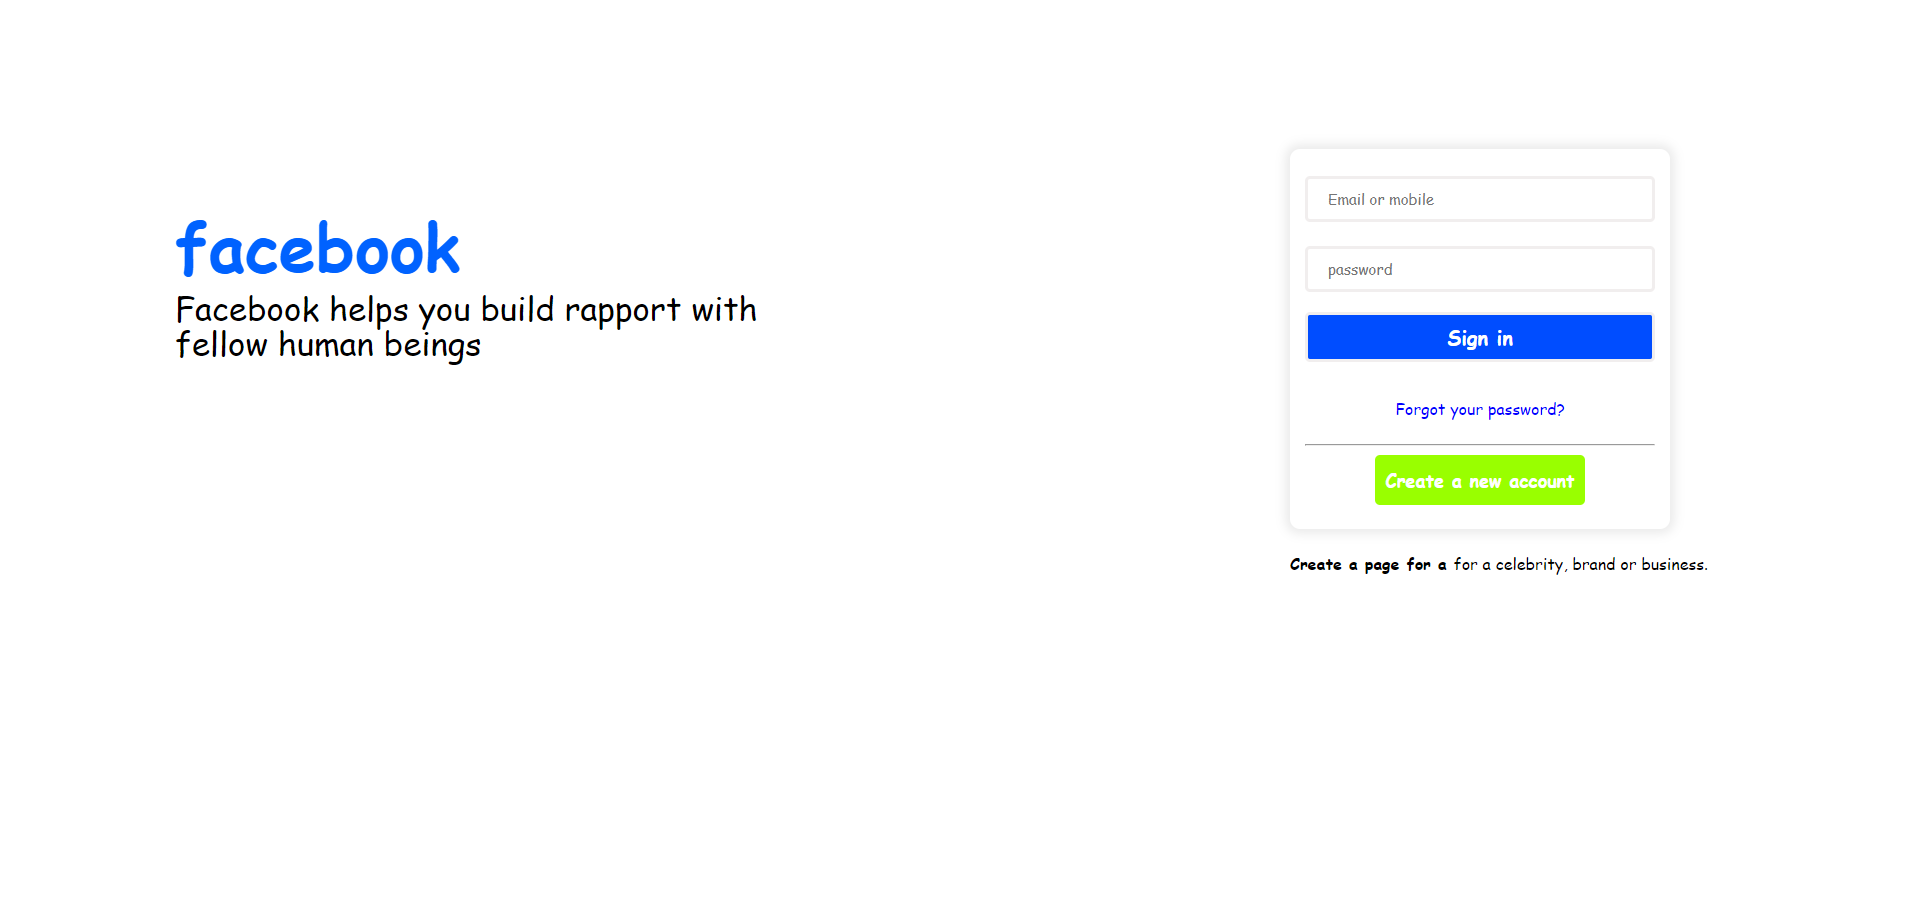 facebook
Facebook helps you build rapport with
fellow human beings
Email or mobile
password
Sign in
Forgot your password?
Create a new account
Create a page for a for a celebrity, brand or business.